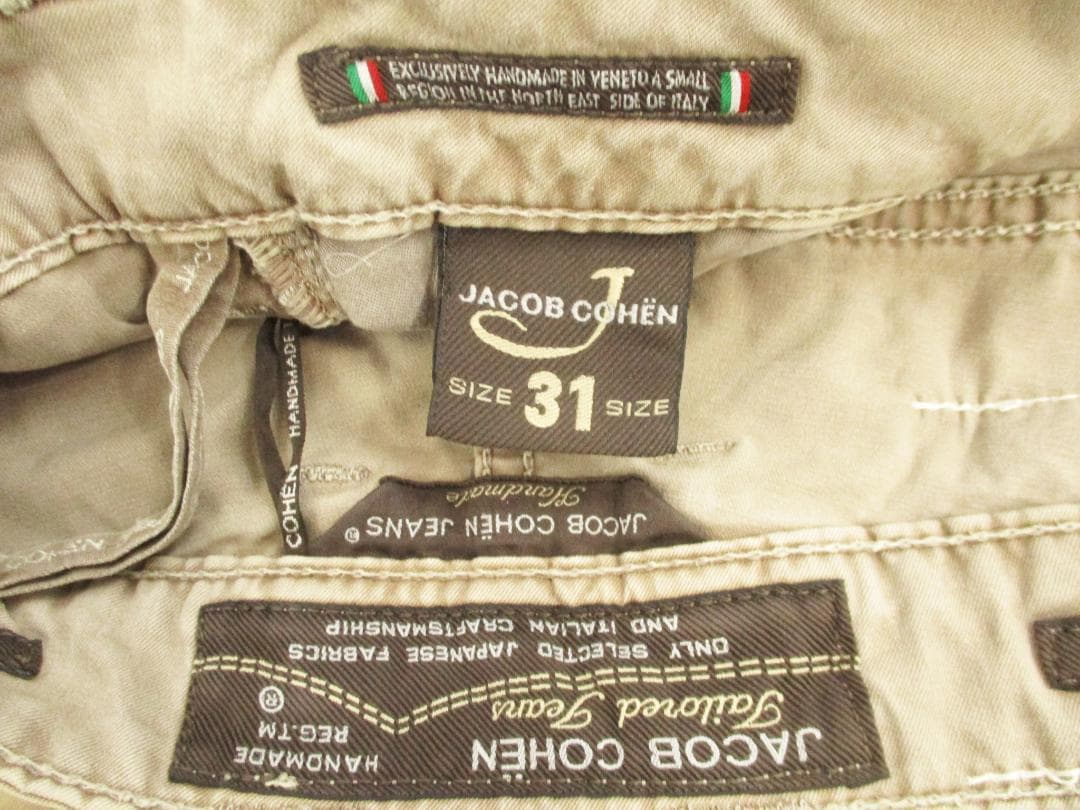 EXCLUSIVELY HANDMADE IN VENETO A SMALL
REGION IN THE NORTH EAST SIDE OF ITALY
JACOB COHËN
J
SIZE 31 SIZE
COHËN HANDMADE
JACOB COHËN JEANS ®
Handmade
JACOB COHËN
HANDMADE
REG.TM
®
Tailored Jeans
ONLY SELECTED JAPANESE FABRICS
AND ITALIAN CRAFTSMANSHIP